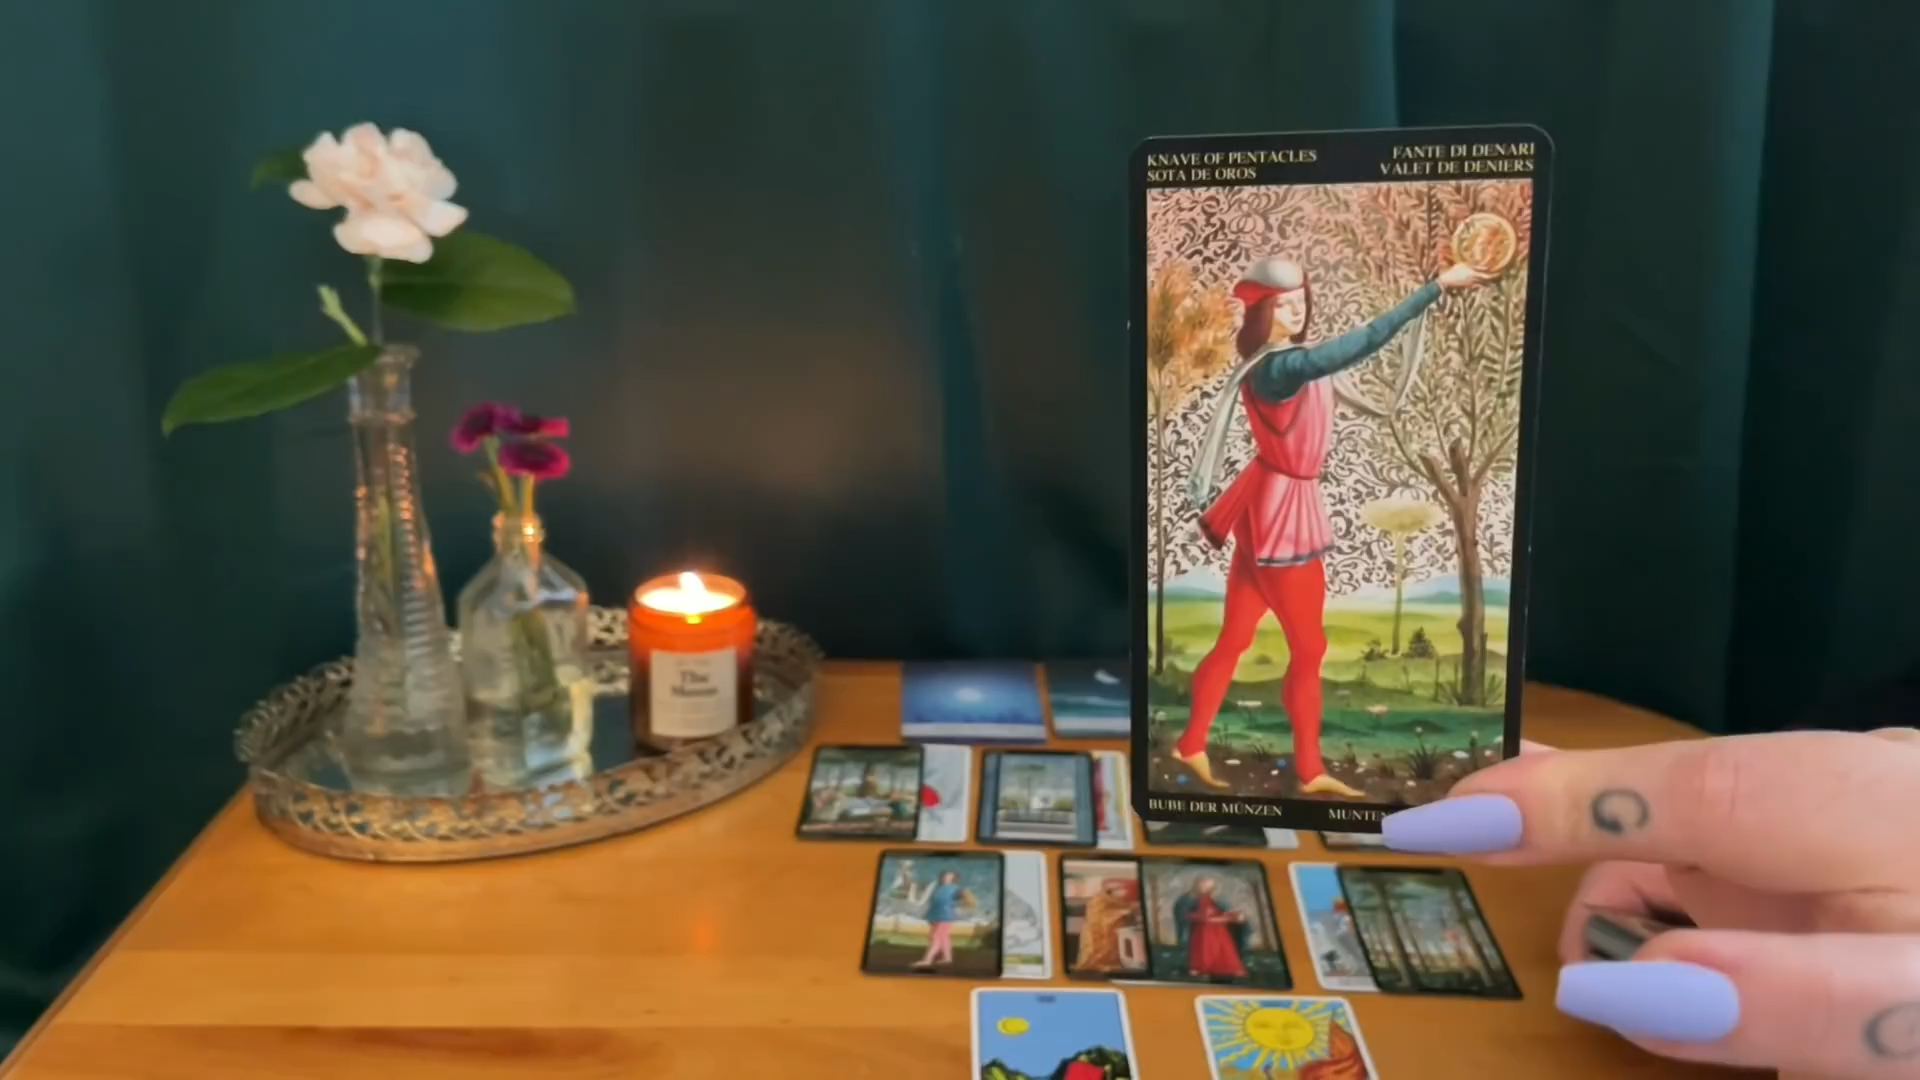 KNAVE OF PENTACLES
SOTA DE OROS
FANTE DI DENARI
VALET DE DENIERS
BUBE DER MÜNZEN
The
Moon
G